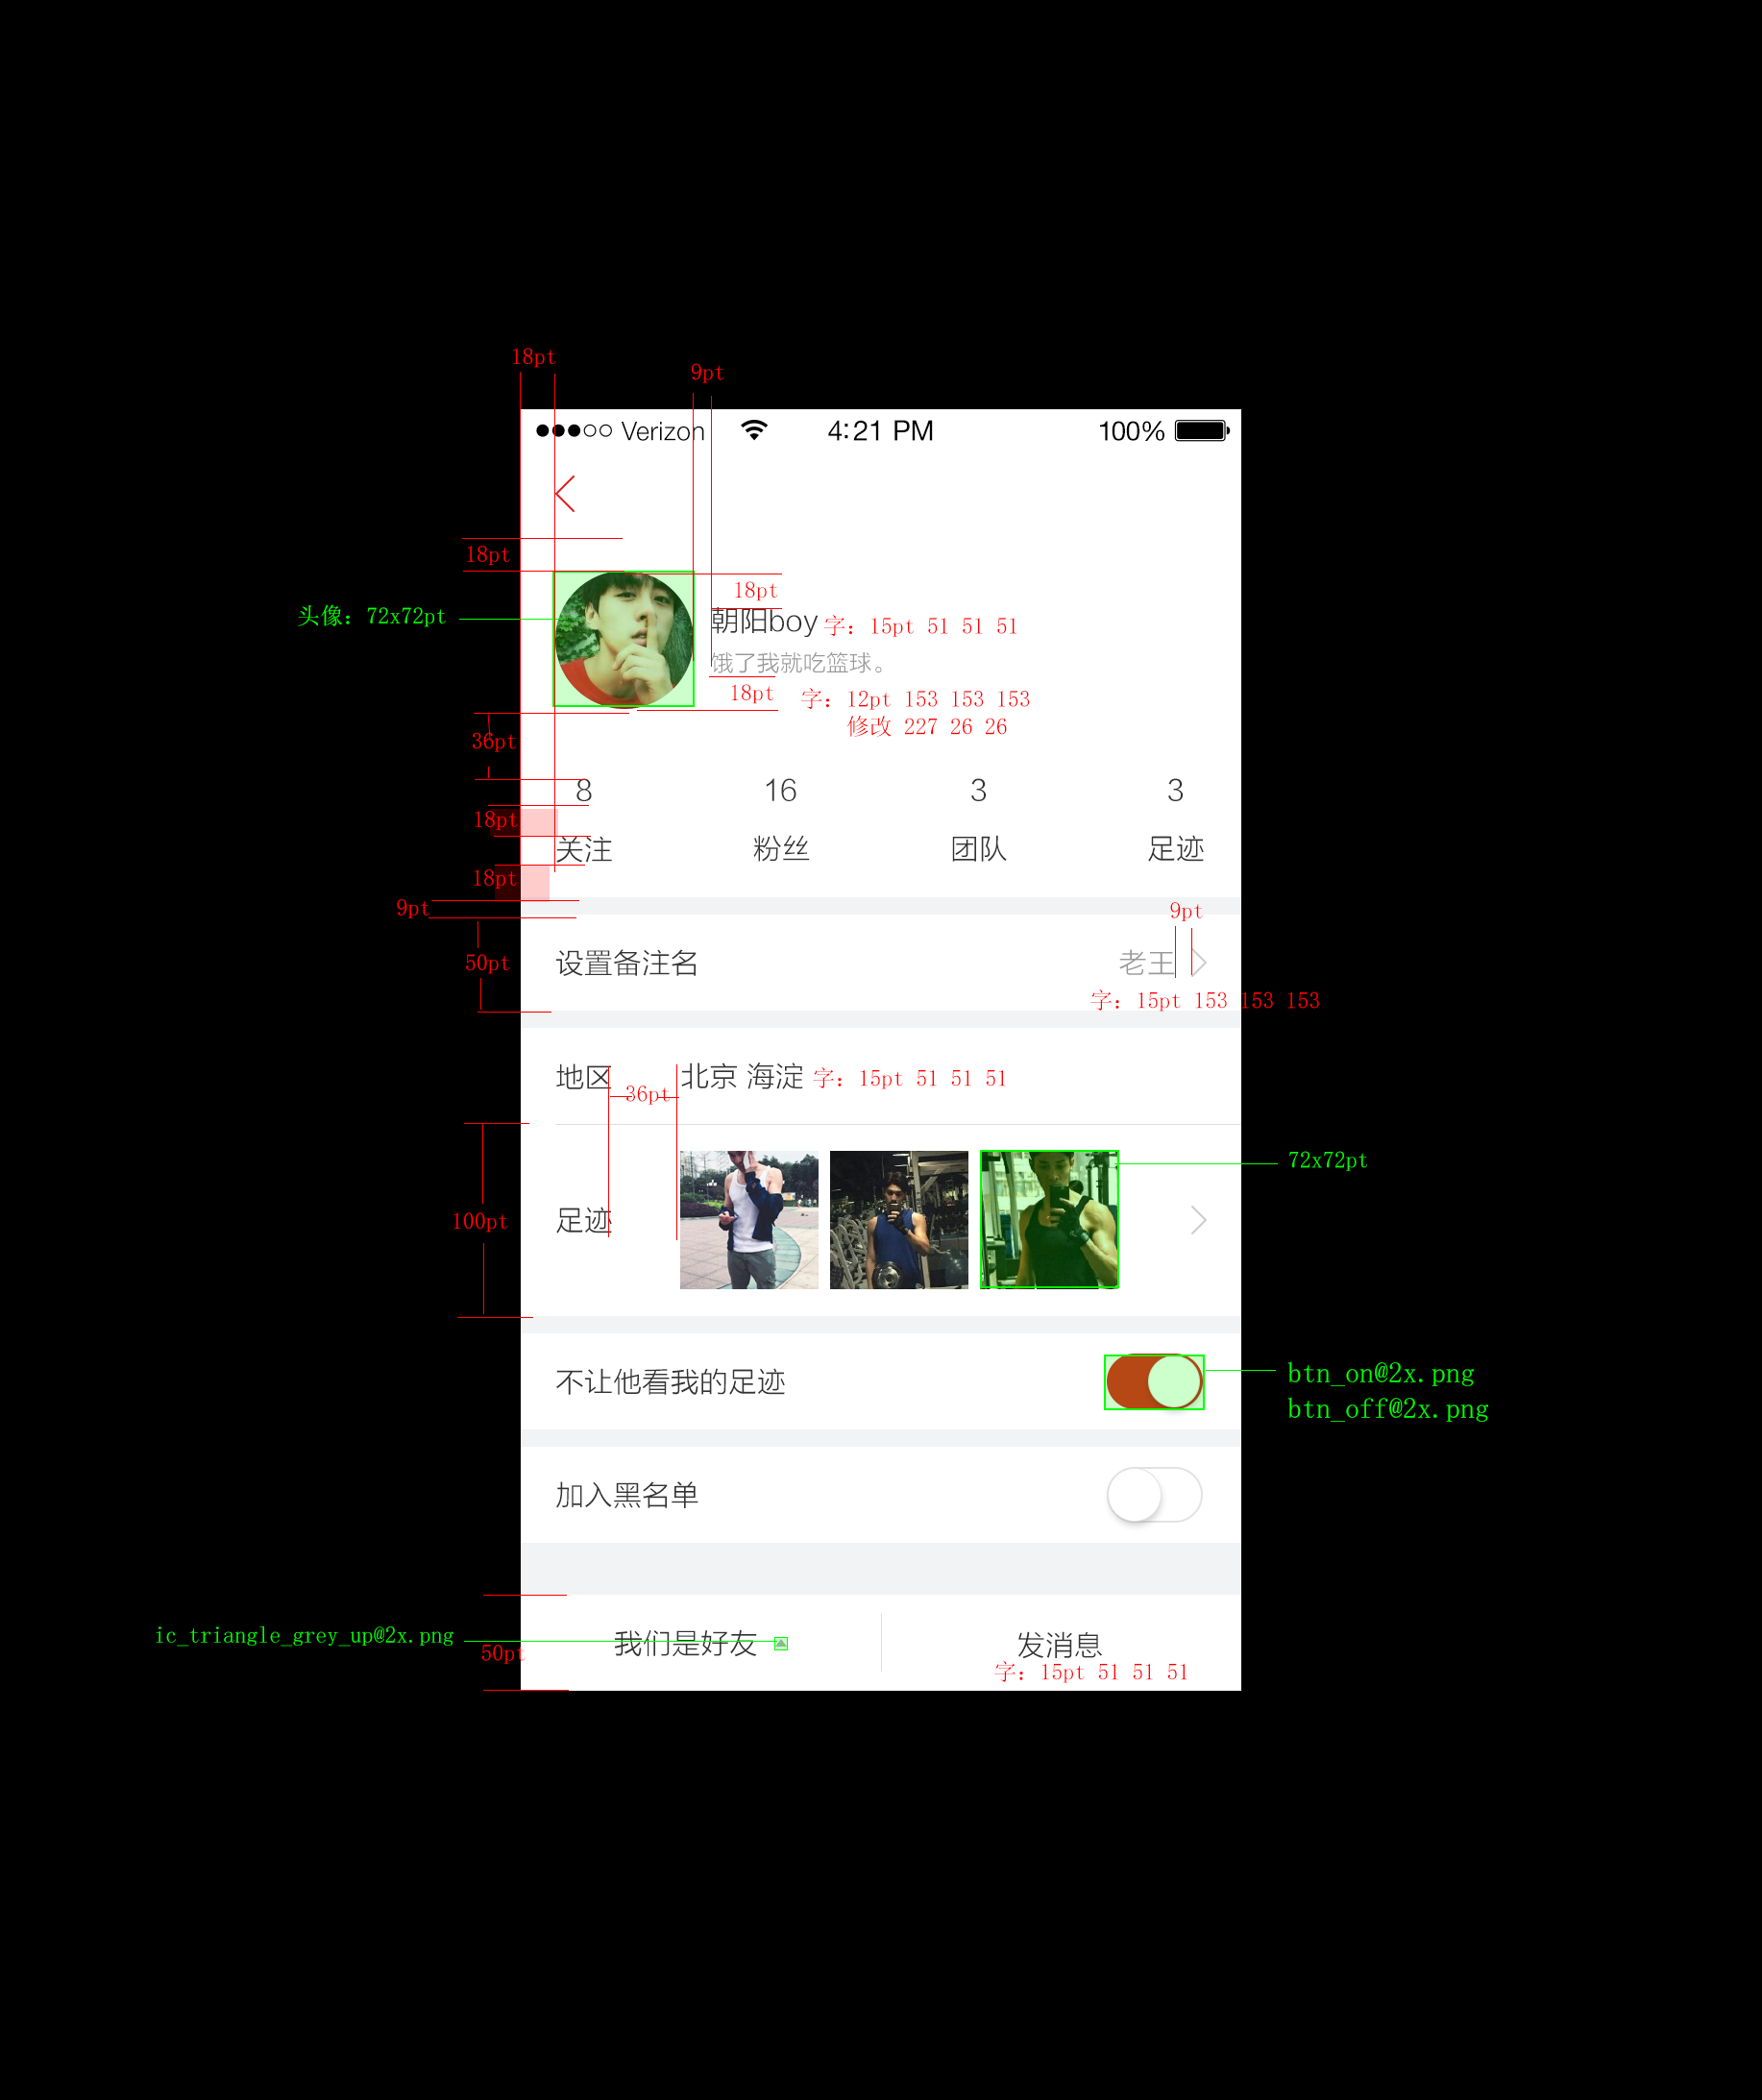 18pt
9pt
Verizon 4:21 PM 100%
18pt
18pt
头像：72x72pt
朝阳boy 字：15pt 51 51 51
饿了我就吃篮球。
18pt 字：12pt 153 153 153
修改 227 26 26
36pt
8 16 3 3
18pt
关注 粉丝 团队 足迹
18pt
9pt 9pt
50pt 设置备注名 老王
字：15pt 153 153 153
地区 北京 海淀 字：15pt 51 51 51
36pt
72x72pt
100pt 足迹
不让他看我的足迹 btn_on@2x.png
btn_off@2x.png
加入黑名单
ic_triangle_grey_up@2x.png 我们是好友 发消息
50pt
字：15pt 51 51 51